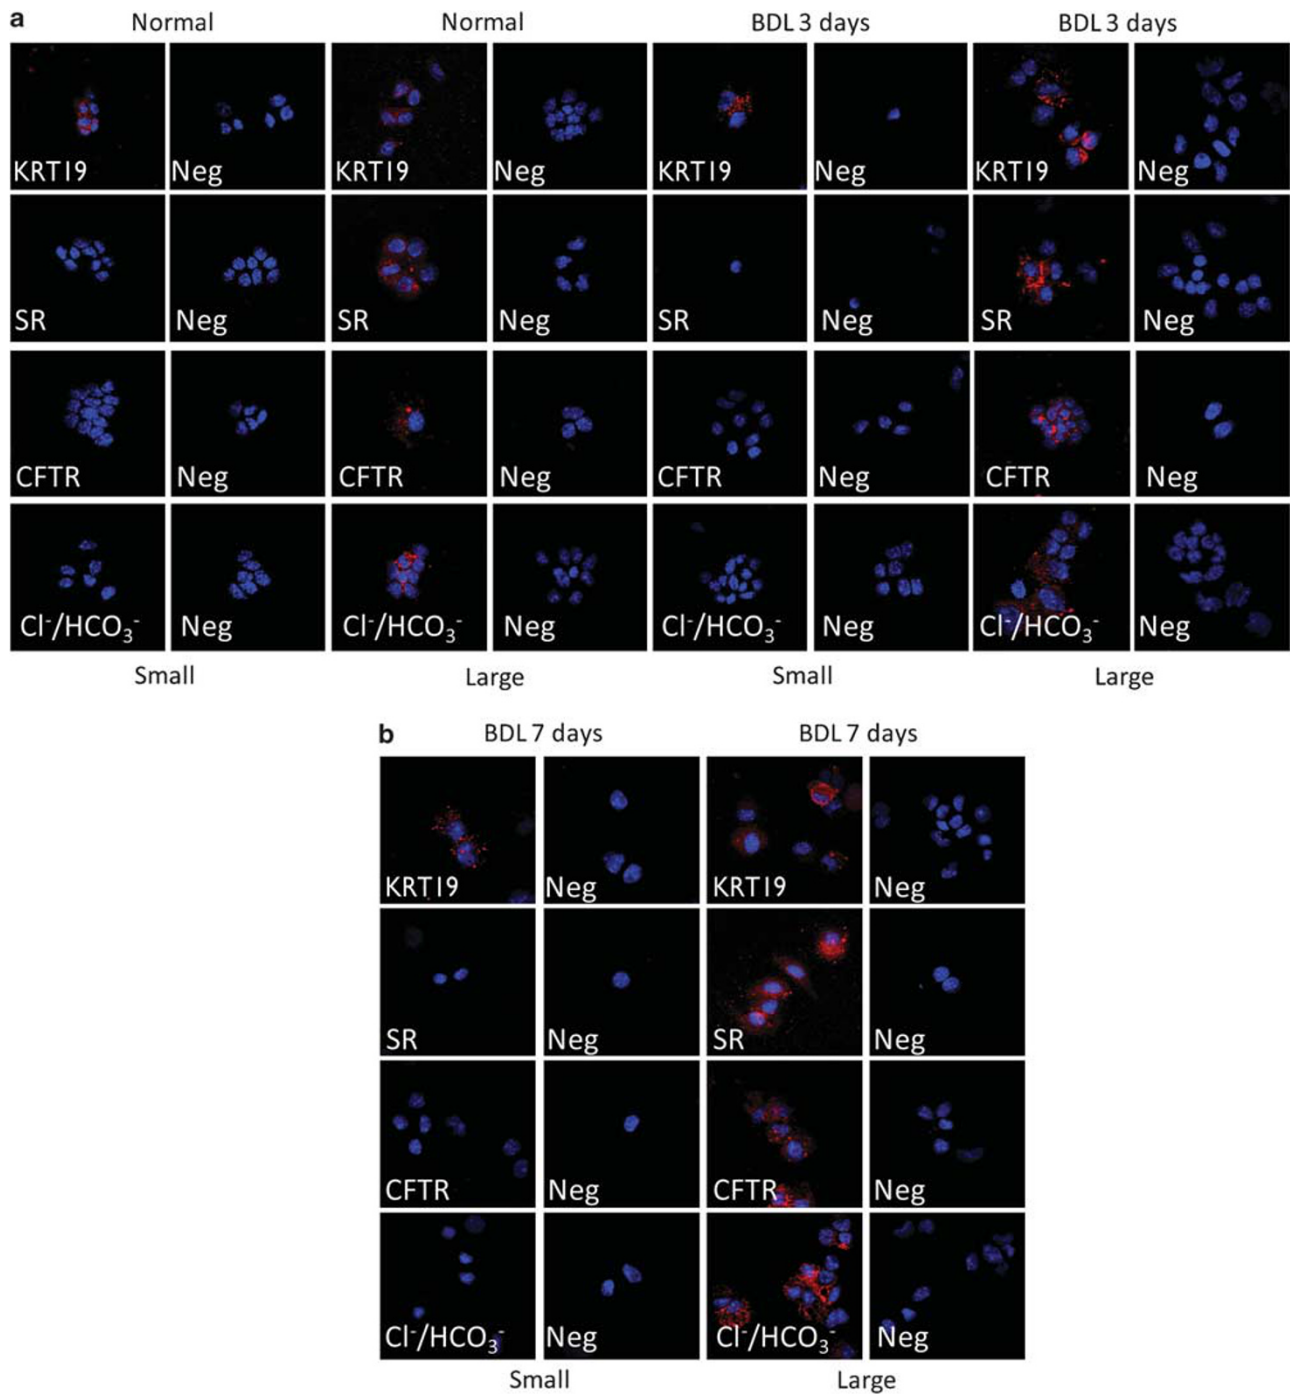 a
Normal Normal BDL 3 days BDL 3 days
KRT19 Neg KRT19 Neg KRT19 Neg KRT19 Neg
SR Neg SR Neg SR Neg SR Neg
CFTR Neg CFTR Neg CFTR Neg CFTR Neg
Cl⁻/HCO₃⁻ Neg Cl⁻/HCO₃⁻ Neg Cl⁻/HCO₃⁻ Neg Cl⁻/HCO₃⁻ Neg
Small Large Small Large
b
BDL 7 days BDL 7 days
KRT19 Neg KRT19 Neg
SR Neg SR Neg
CFTR Neg CFTR Neg
Cl⁻/HCO₃⁻ Neg Cl⁻/HCO₃⁻ Neg
Small Large